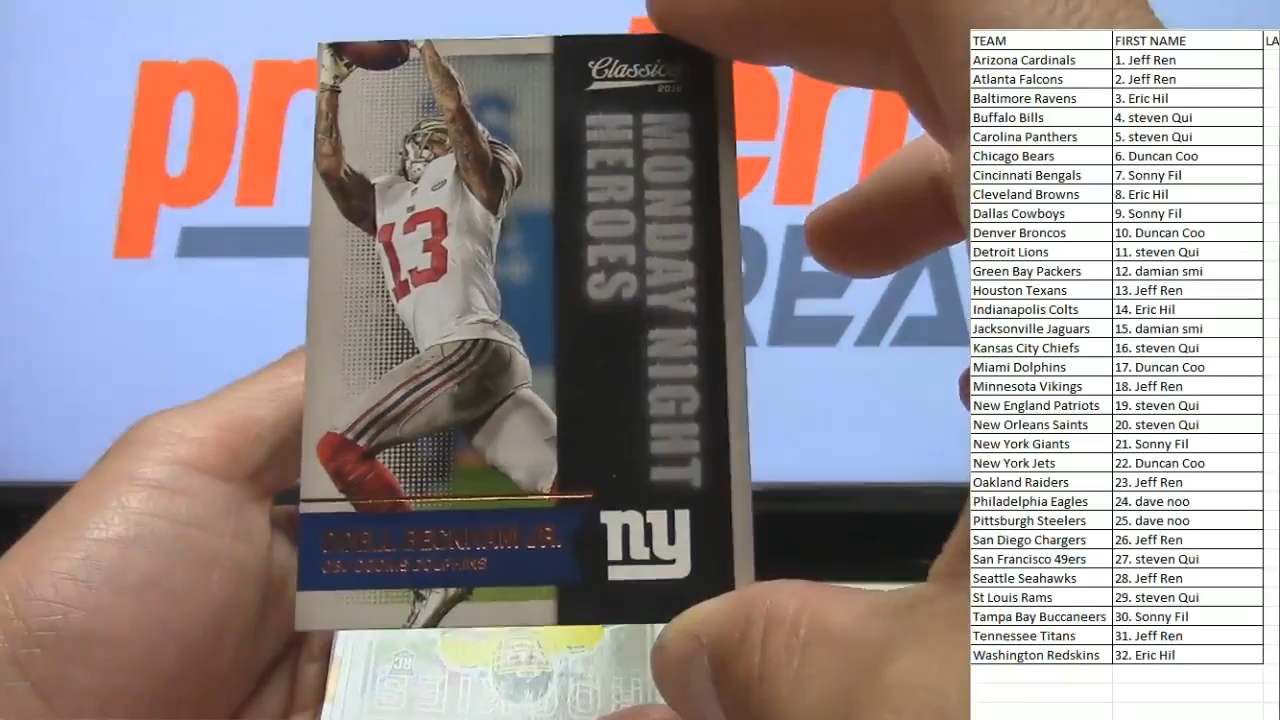 Classics
2016
MONDAY NIGHT
HEROES
13
ODELL BECKHAM JR.
DOLPHINS
ny
RC
TEAM FIRST NAME LA
Arizona Cardinals 1. Jeff Ren
Atlanta Falcons 2. Jeff Ren
Baltimore Ravens 3. Eric Hil
Buffalo Bills 4. steven Qui
Carolina Panthers 5. steven Qui
Chicago Bears 6. Duncan Coo
Cincinnati Bengals 7. Sonny Fil
Cleveland Browns 8. Eric Hil
Dallas Cowboys 9. Sonny Fil
Denver Broncos 10. Duncan Coo
Detroit Lions 11. steven Qui
Green Bay Packers 12. damian smi
Houston Texans 13. Jeff Ren
Indianapolis Colts 14. Eric Hil
Jacksonville Jaguars 15. damian smi
Kansas City Chiefs 16. steven Qui
Miami Dolphins 17. Duncan Coo
Minnesota Vikings 18. Jeff Ren
New England Patriots 19. steven Qui
New Orleans Saints 20. steven Qui
New York Giants 21. Sonny Fil
New York Jets 22. Duncan Coo
Oakland Raiders 23. Jeff Ren
Philadelphia Eagles 24. dave noo
Pittsburgh Steelers 25. dave noo
San Diego Chargers 26. Jeff Ren
San Francisco 49ers 27. steven Qui
Seattle Seahawks 28. Jeff Ren
St Louis Rams 29. steven Qui
Tampa Bay Buccaneers 30. Sonny Fil
Tennessee Titans 31. Jeff Ren
Washington Redskins 32. Eric Hil